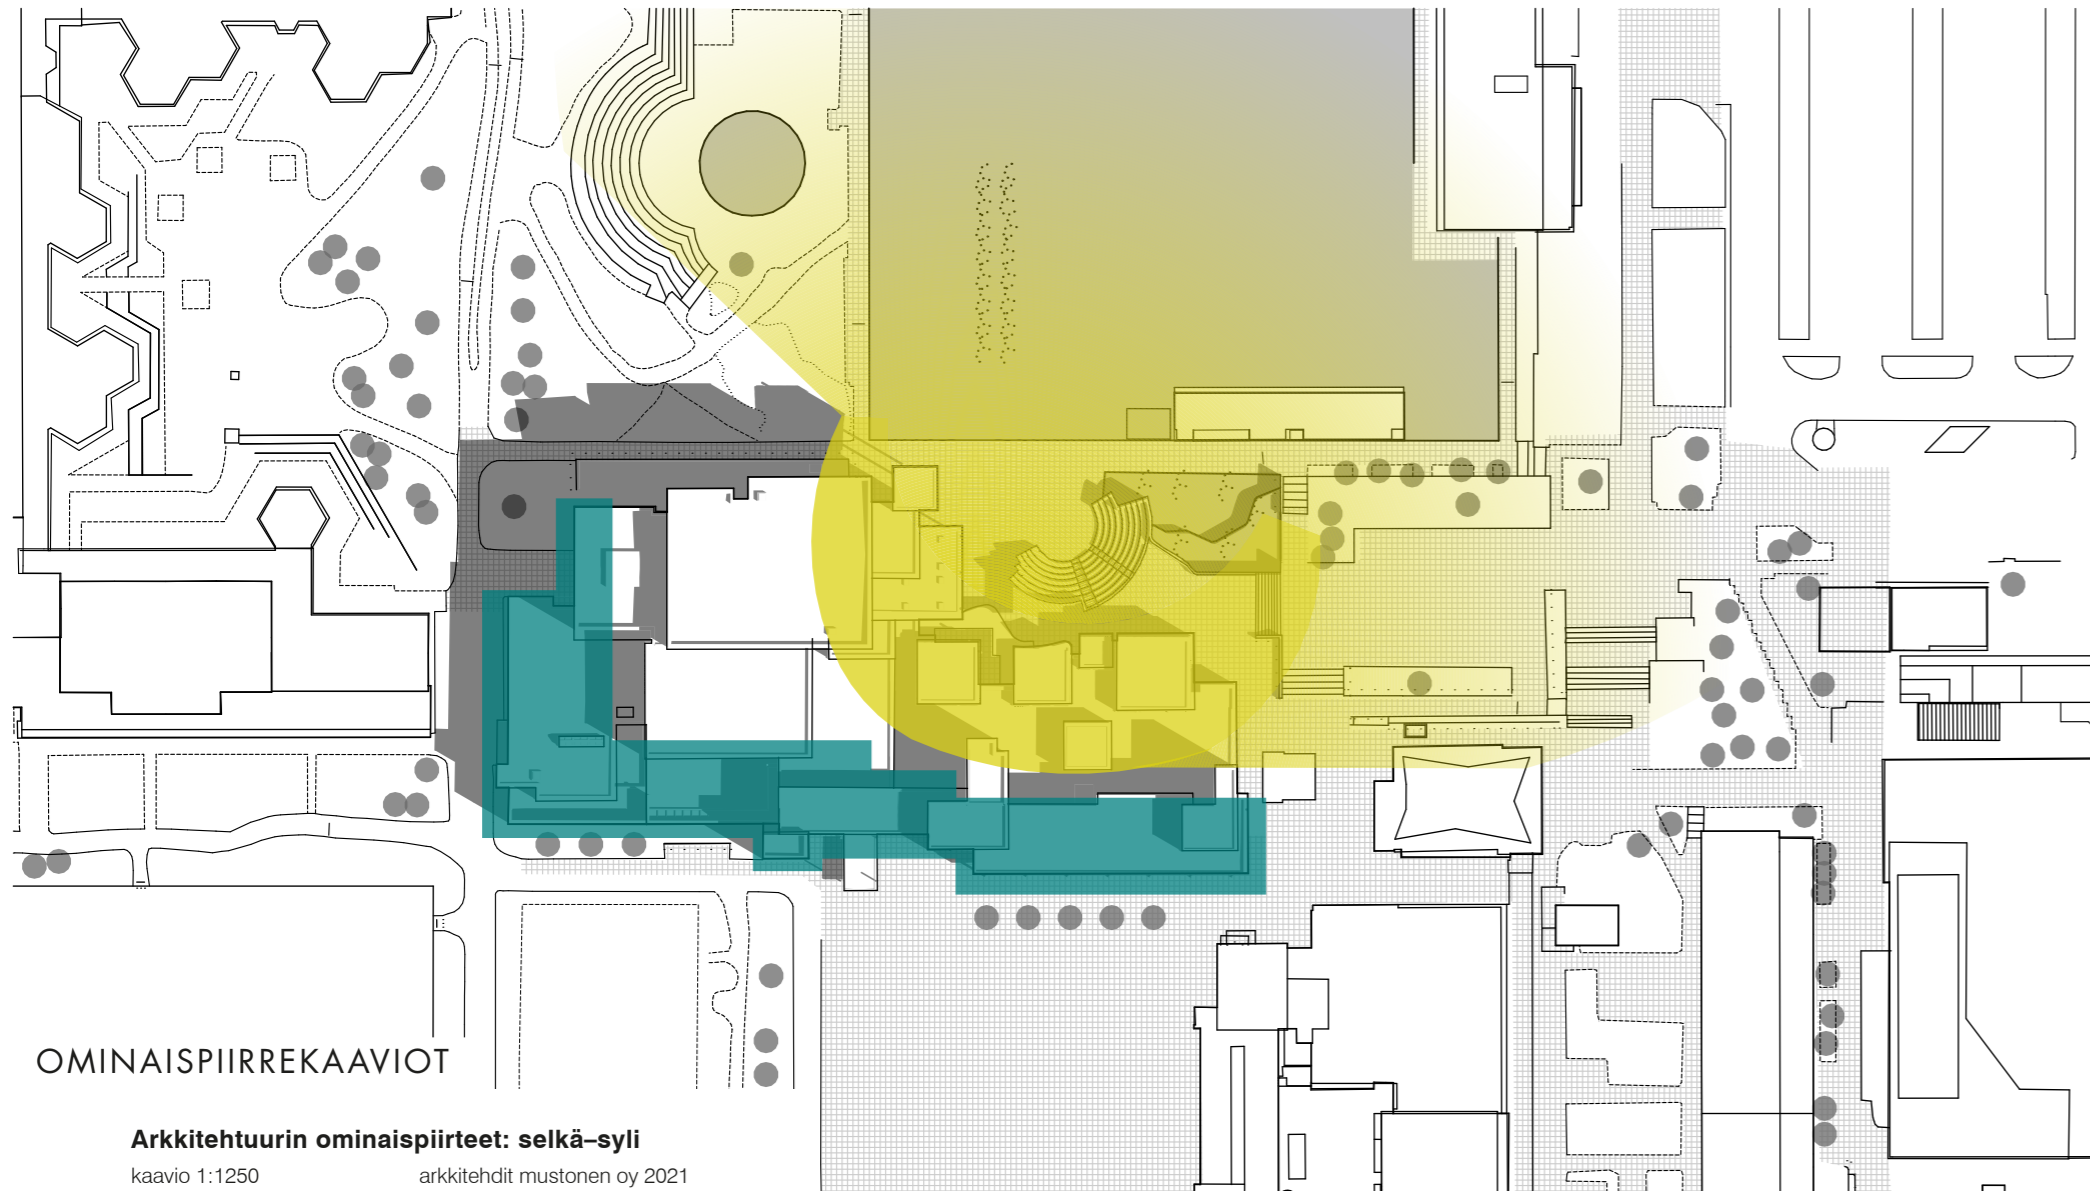 OMINAISPIIRREKAAVIOT
Arkkitehtuurin ominaispiirteet: selkä–syli
kaavio 1:1250 arkkitehdit mustonen oy 2021